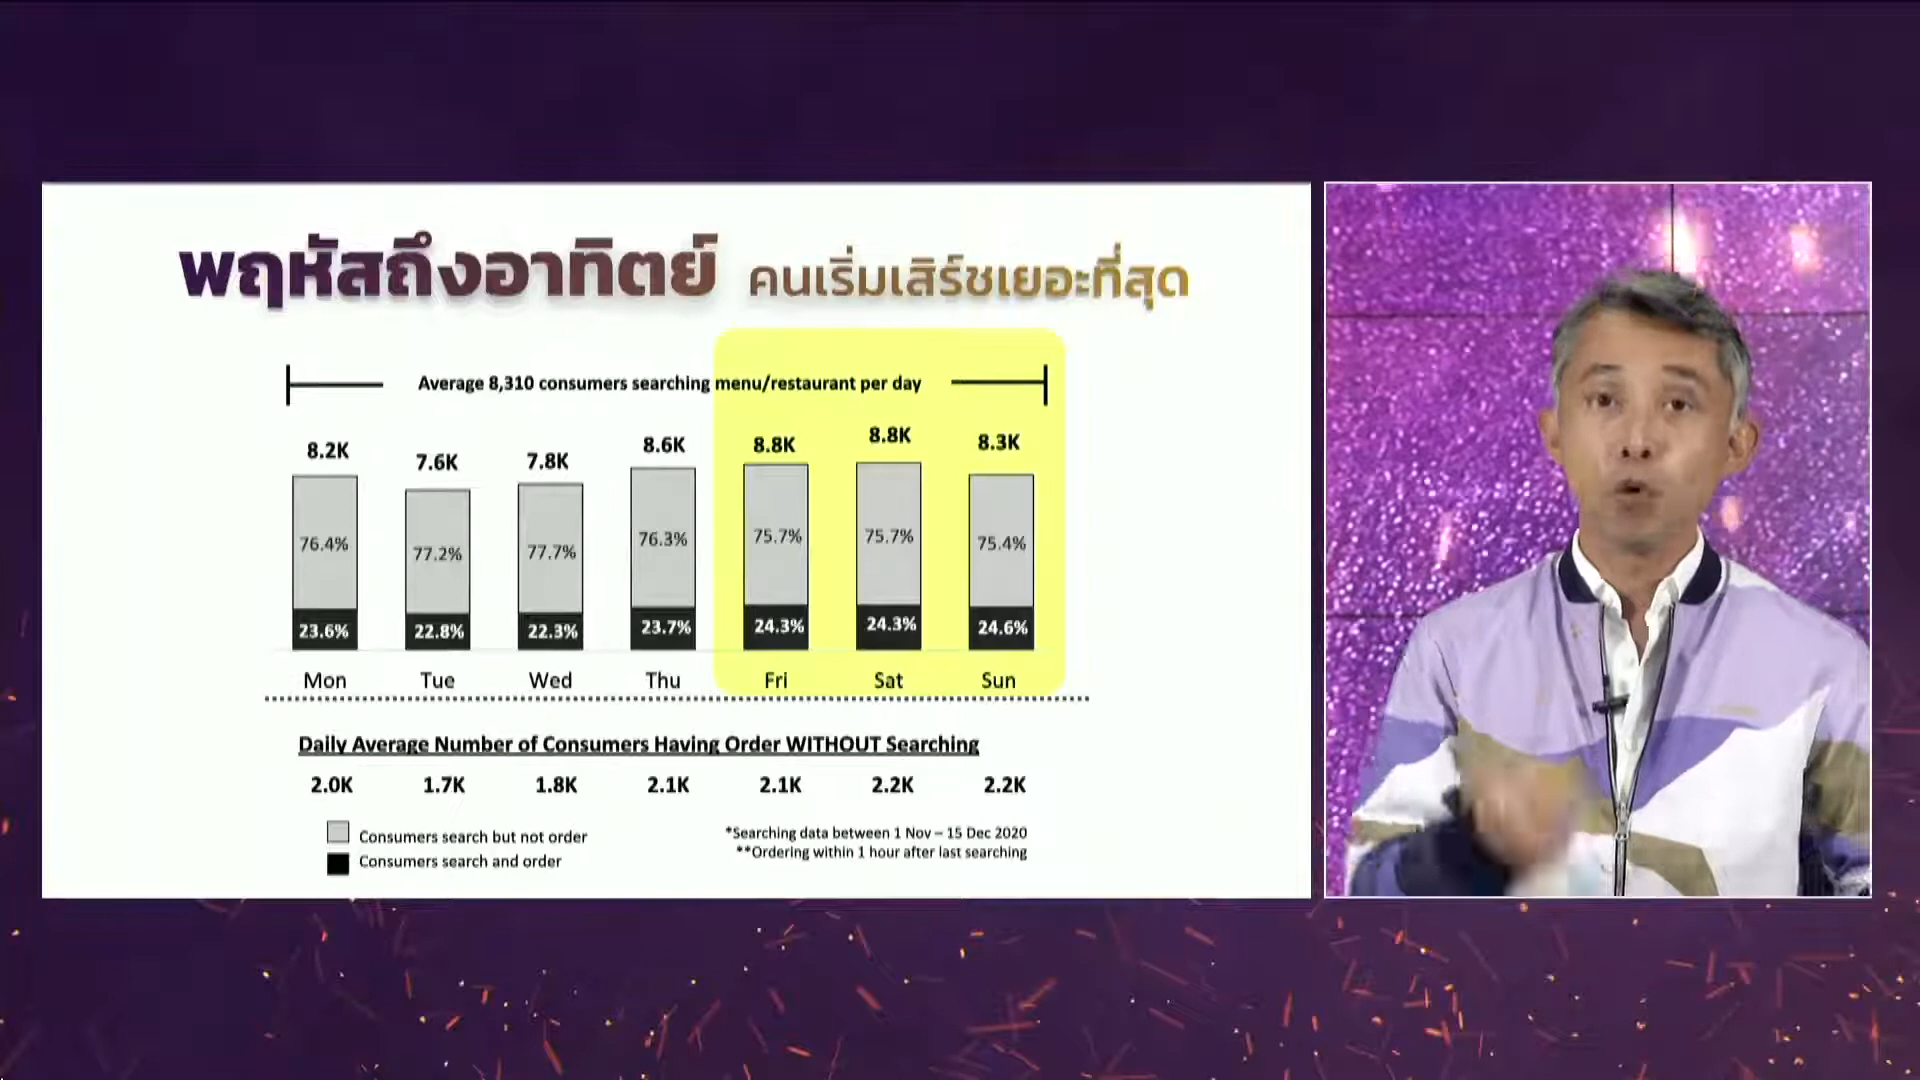 พฤหัสถึงอาทิตย์ คนเริ่มเสิร์ชเยอะที่สุด
Average 8,310 consumers searching menu/restaurant per day
8.2K 7.6K 7.8K 8.6K 8.8K 8.8K 8.3K
76.4% 77.2% 77.7% 76.3% 75.7% 75.7% 75.4%
23.6% 22.8% 22.3% 23.7% 24.3% 24.3% 24.6%
Mon Tue Wed Thu Fri Sat Sun
Daily Average Number of Consumers Having Order WITHOUT Searching
2.0K 1.7K 1.8K 2.1K 2.1K 2.2K 2.2K
Consumers search but not order
Consumers search and order
*Searching data between 1 Nov – 15 Dec 2020
**Ordering within 1 hour after last searching